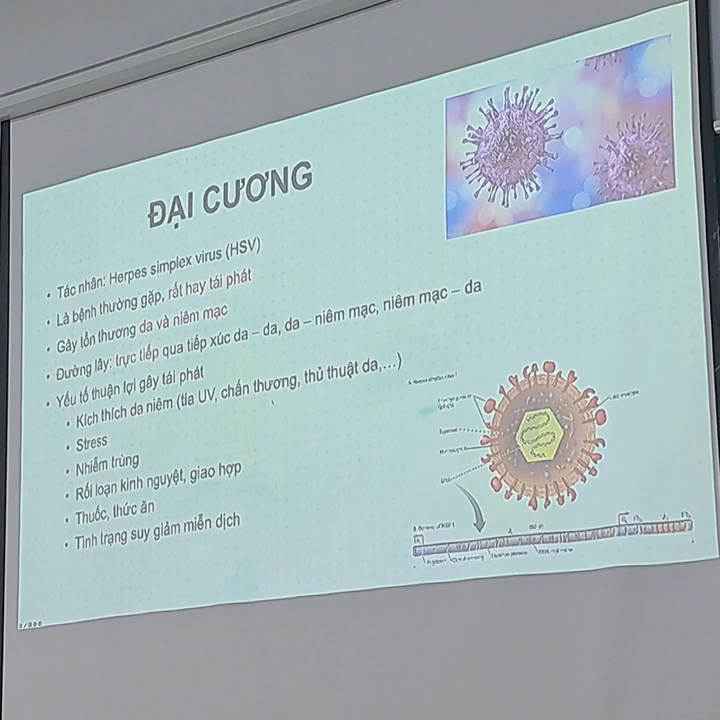 ĐẠI CƯƠNG
• Tác nhân: Herpes simplex virus (HSV)
• Là bệnh thường gặp, rất hay tái phát
• Gây tổn thương da và niêm mạc
• Đường lây: trực tiếp qua tiếp xúc da – da, da – niêm mạc, niêm mạc – da
• Yếu tố thuận lợi gây tái phát
• Kích thích da niêm (tia UV, chấn thương, thủ thuật da,...)
• Stress
• Nhiễm trùng
• Rối loạn kinh nguyệt, giao hợp
• Thuốc, thức ăn
• Tình trạng suy giảm miễn dịch